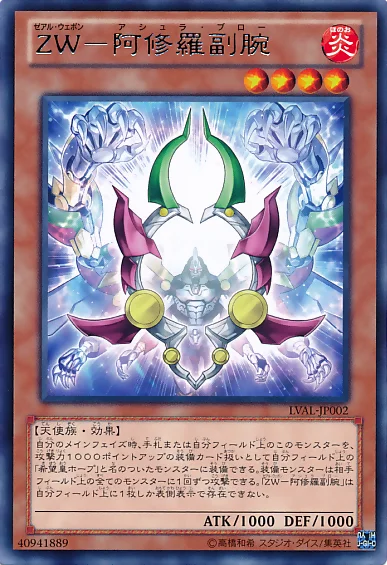 ゼアル・ウェポン アシュラ・ブロー
ZW－阿修羅副腕
ほのお
炎
LVAL-JP002
【天使族・効果】
自分のメインフェイズ時、手札または自分フィールド上のこのモンスターを、
攻撃力１０００ポイントアップの装備カード扱いとして自分フィールド上の
「希望皇ホープ」と名のついたモンスターに装備できる。装備モンスターは相手
フィールド上の全てのモンスターに１回ずつ攻撃できる。「ZW－阿修羅副腕」は
自分フィールド上に１枚しか表側表示で存在できない。
ATK/1000 DEF/1000
40941889
©高橋和希 スタジオ・ダイス/集英社